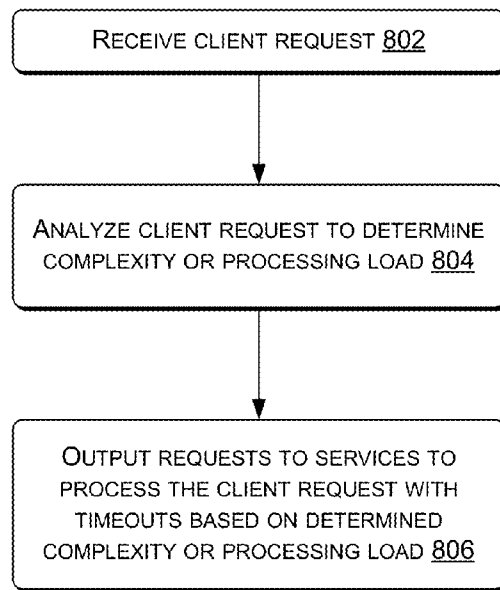 RECEIVE CLIENT REQUEST 802
ANALYZE CLIENT REQUEST TO DETERMINE
COMPLEXITY OR PROCESSING LOAD 804
OUTPUT REQUESTS TO SERVICES TO
PROCESS THE CLIENT REQUEST WITH
TIMEOUTS BASED ON DETERMINED
COMPLEXITY OR PROCESSING LOAD 806